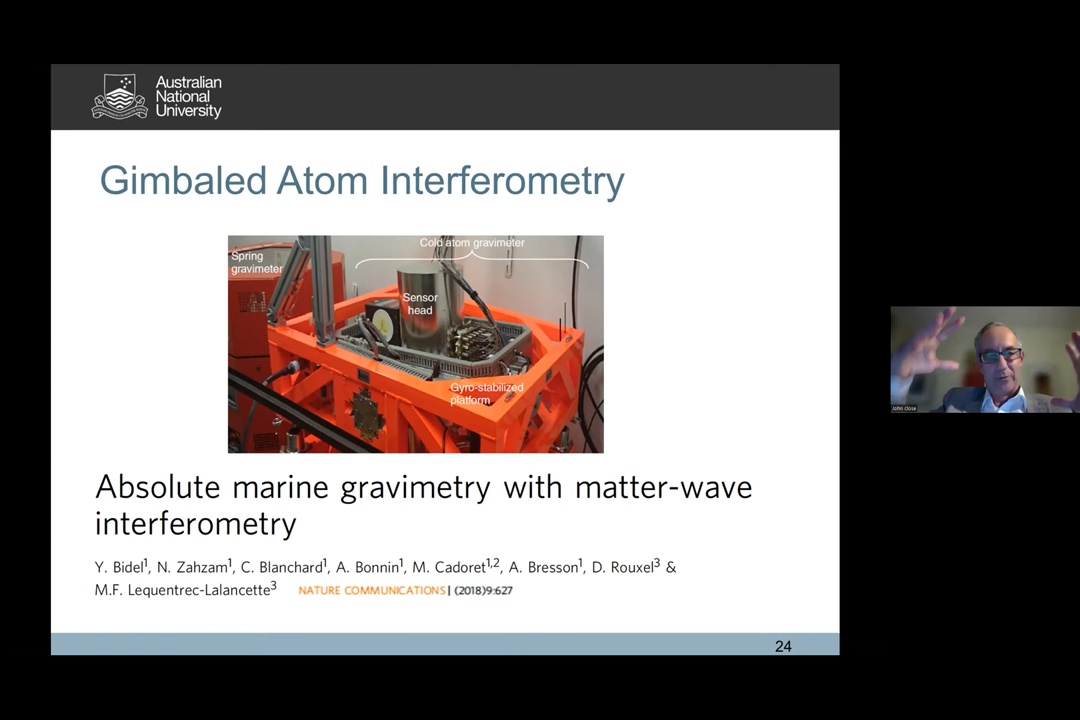 Australian
National
University
Gimbaled Atom Interferometry
Cold atom gravimeter
Spring
gravimeter
Sensor
head
Gyro-stabilized
platform
Absolute marine gravimetry with matter-wave
interferometry
Y. Bidel1, N. Zahzam1, C. Blanchard1, A. Bonnin1, M. Cadoret1,2, A. Bresson1, D. Rouxel3 &
M.F. Lequentrec-Lalancette3 NATURE COMMUNICATIONS | (2018)9:627
24
John close